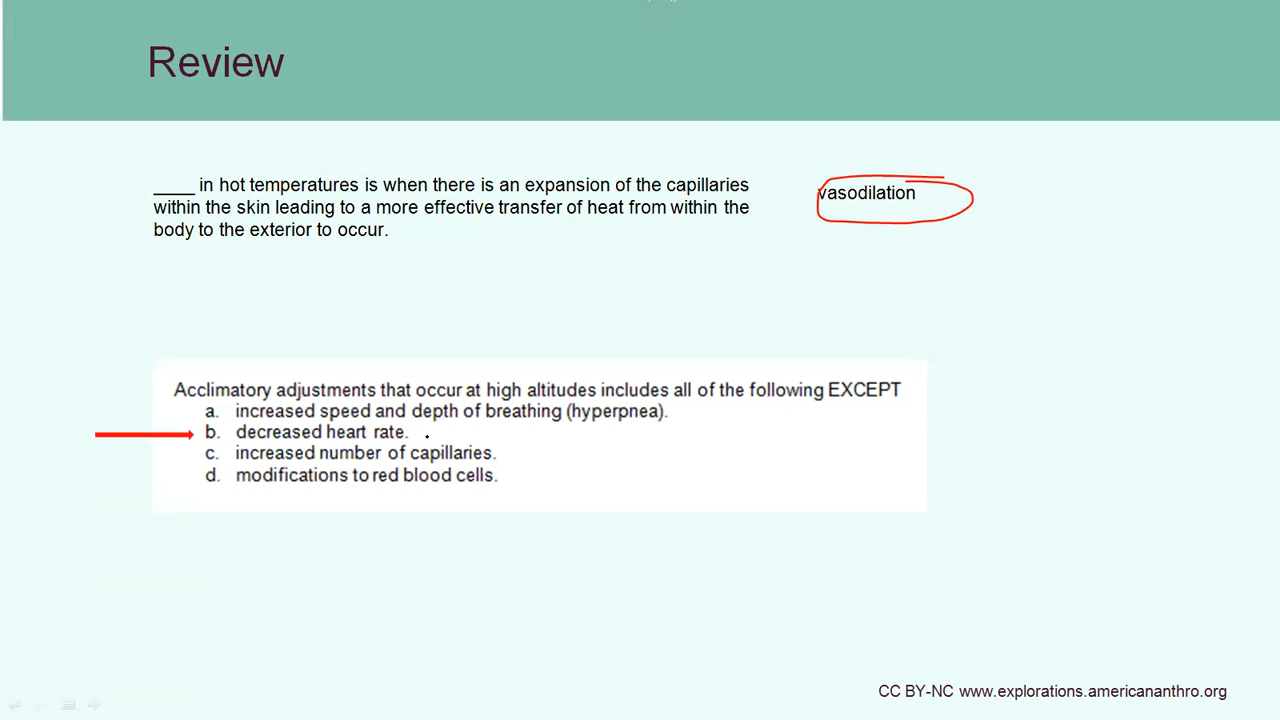 Review
____ in hot temperatures is when there is an expansion of the capillaries
within the skin leading to a more effective transfer of heat from within the
body to the exterior to occur.
vasodilation
Acclimatory adjustments that occur at high altitudes includes all of the following EXCEPT
a. increased speed and depth of breathing (hyperpnea).
b. decreased heart rate.
c. increased number of capillaries.
d. modifications to red blood cells.
CC BY-NC www.explorations.americananthro.org